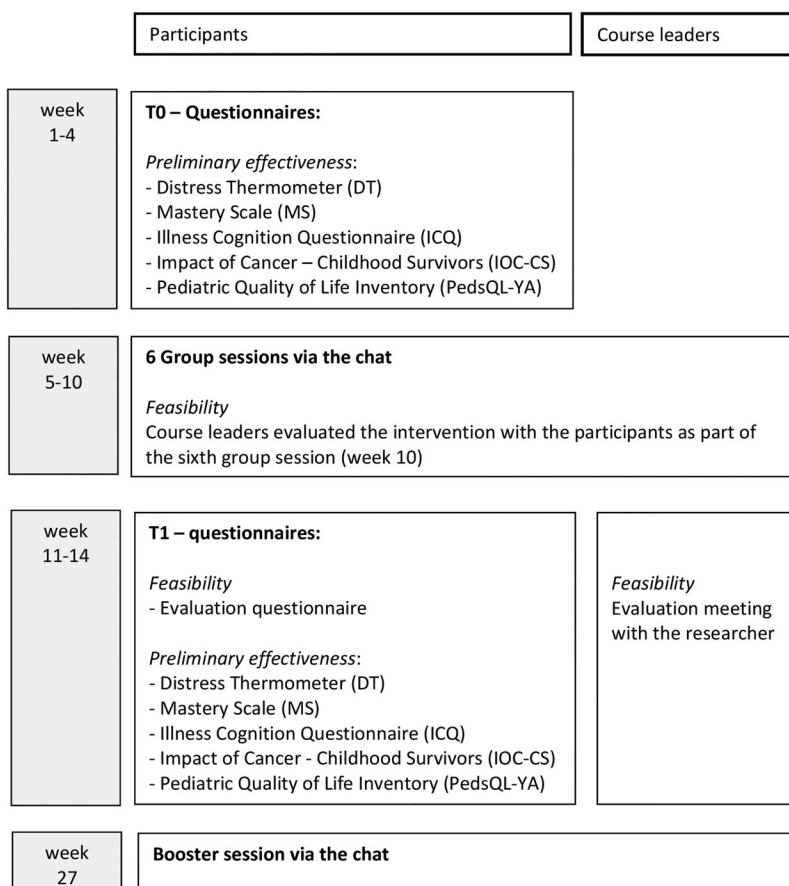 Participants
Course leaders
week
1-4
T0 – Questionnaires:
Preliminary effectiveness:
- Distress Thermometer (DT)
- Mastery Scale (MS)
- Illness Cognition Questionnaire (ICQ)
- Impact of Cancer – Childhood Survivors (IOC-CS)
- Pediatric Quality of Life Inventory (PedsQL-YA)
week
5-10
6 Group sessions via the chat
Feasibility
Course leaders evaluated the intervention with the participants as part of
the sixth group session (week 10)
week
11-14
T1 – questionnaires:
Feasibility
- Evaluation questionnaire
Preliminary effectiveness:
- Distress Thermometer (DT)
- Mastery Scale (MS)
- Illness Cognition Questionnaire (ICQ)
- Impact of Cancer - Childhood Survivors (IOC-CS)
- Pediatric Quality of Life Inventory (PedsQL-YA)
Feasibility
Evaluation meeting
with the researcher
week
27
Booster session via the chat